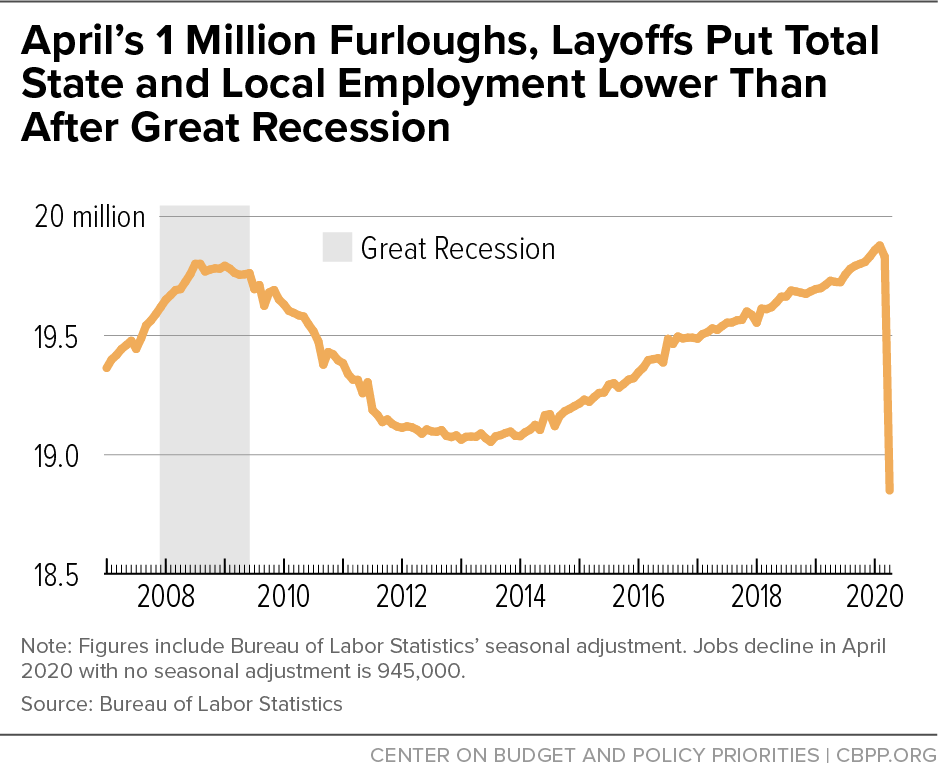 April’s 1 Million Furloughs, Layoffs Put Total
State and Local Employment Lower Than
After Great Recession
20 million
Great Recession
19.5
19.0
18.5
2008 2010 2012 2014 2016 2018 2020
Note: Figures include Bureau of Labor Statistics’ seasonal adjustment. Jobs decline in April
2020 with no seasonal adjustment is 945,000.
Source: Bureau of Labor Statistics
CENTER ON BUDGET AND POLICY PRIORITIES | CBPP.ORG